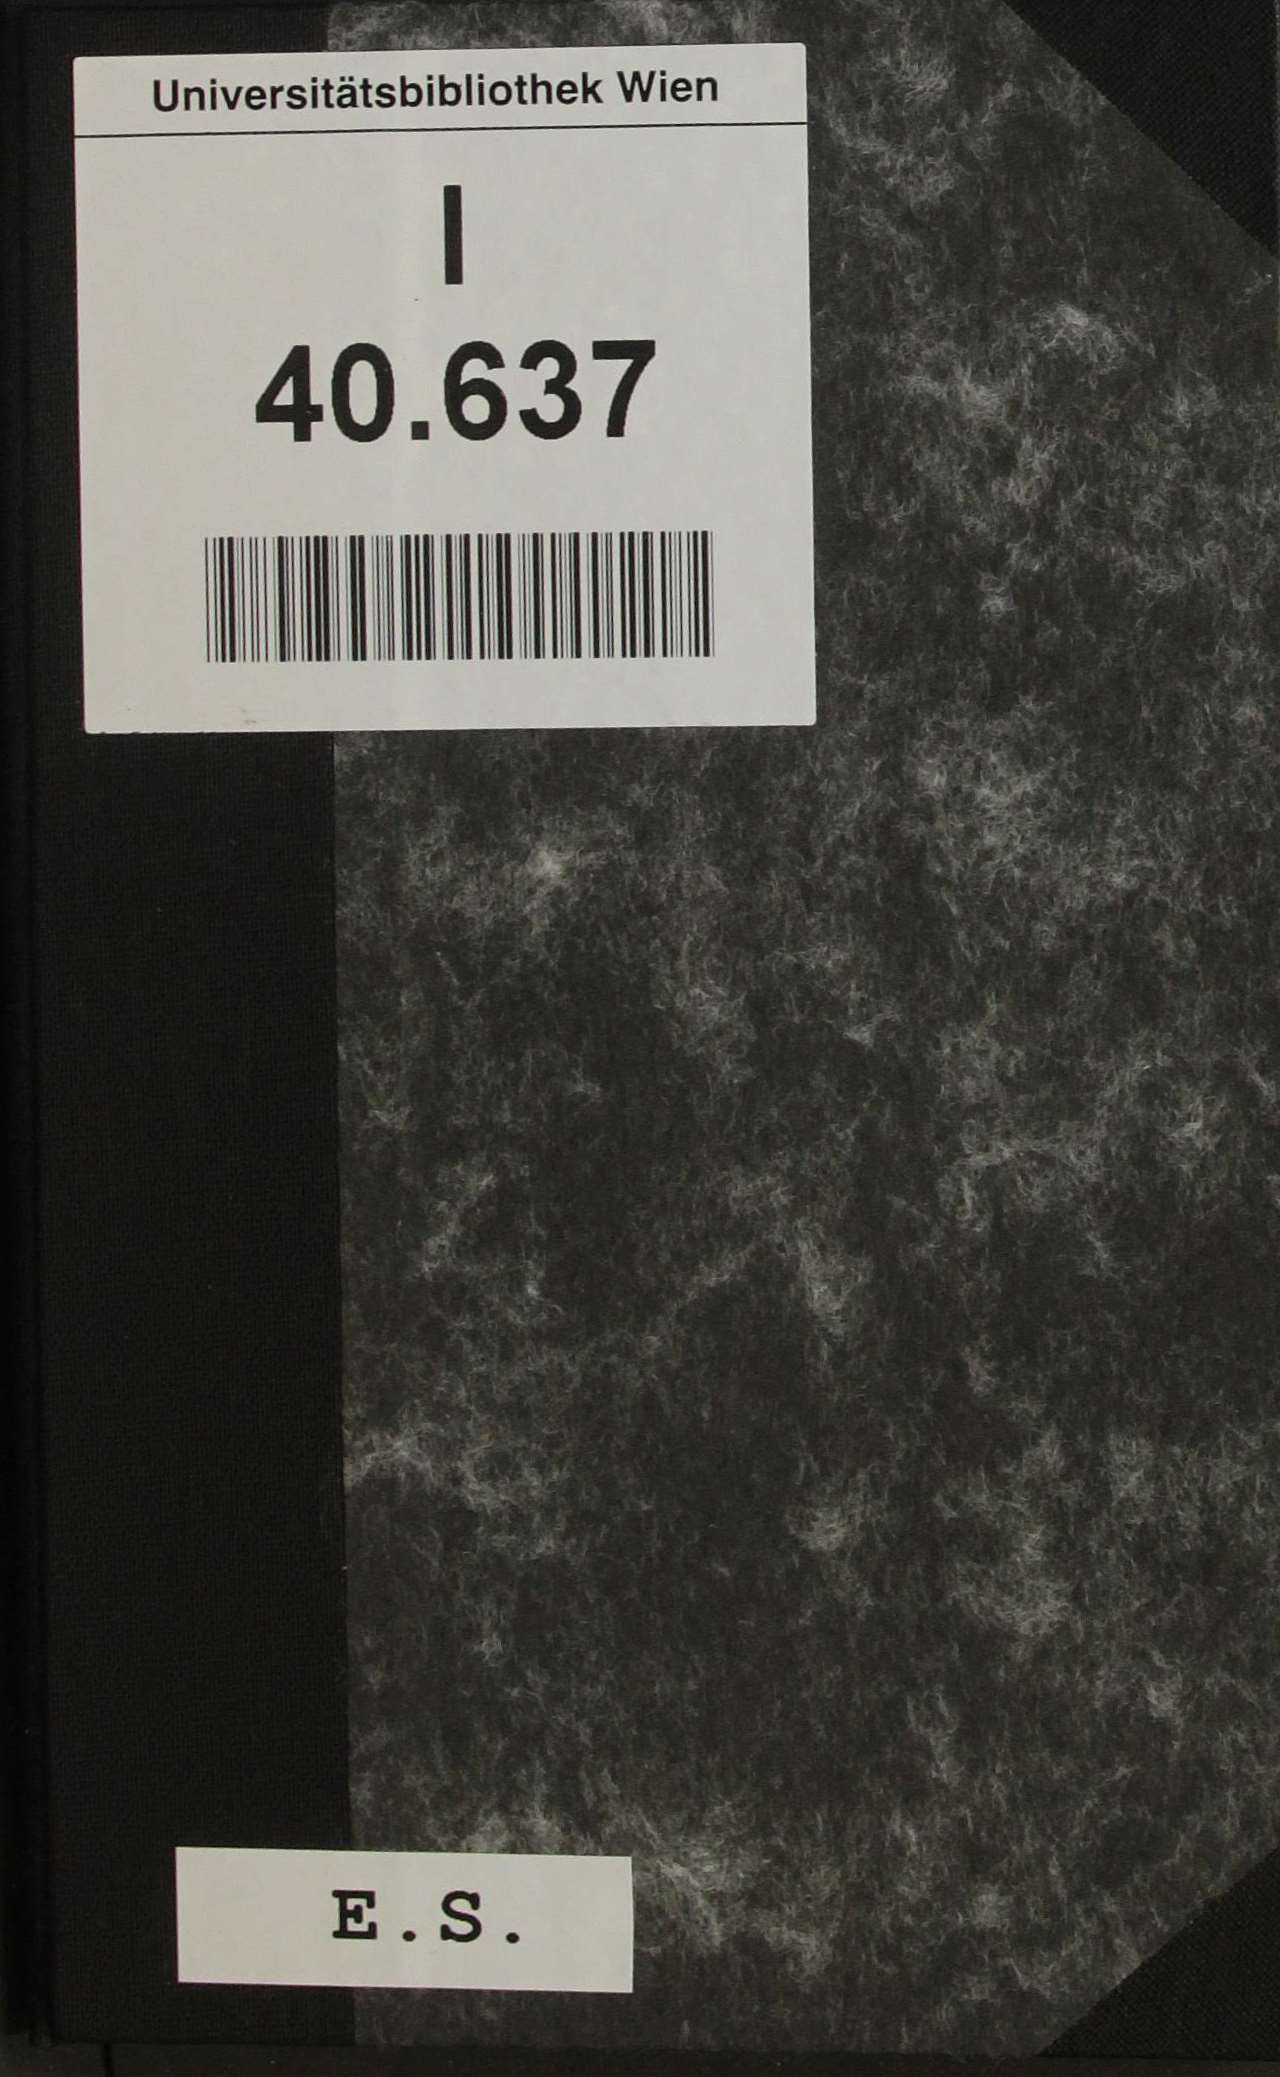 Universitätsbibliothek Wien
I
40.637
E.S.